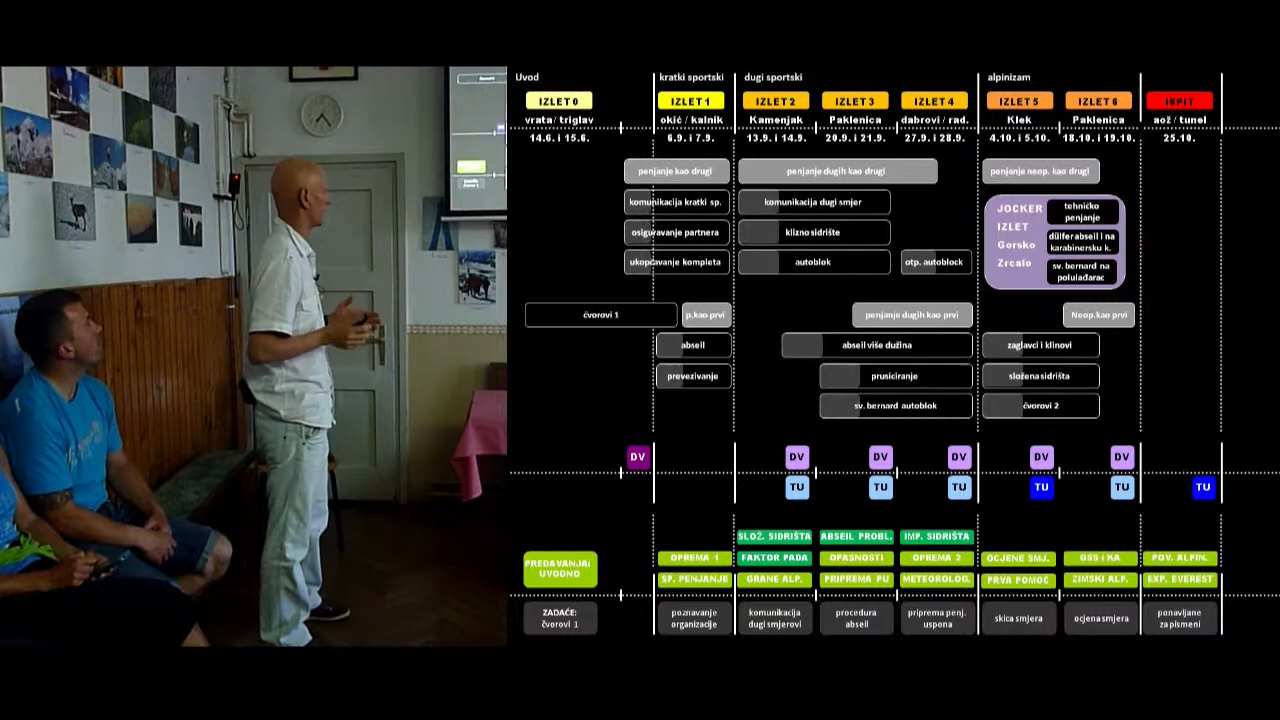 Uvod
kratki sportski
dugi sportski
alpinizam
IZLET 0
IZLET 1
IZLET 2
IZLET 3
IZLET 4
IZLET 5
IZLET 6
ISPIT
vrata/ triglav
okić / kalnik
Kamenjak
Paklenica
dabrovi / rad.
Klek
Paklenica
aož / tunel
14.6. i 15.6.
6.9. i 7.9.
13.9. i 14.9.
20.9. i 21.9.
27.9. i 28.9.
4.10. i 5.10.
18.10. i 19.10.
25.10.
penjanje kao drugi
penjanje dugih kao drugi
penjanje neop. kao drugi
komunikacija kratki sp.
komunikacija dugi smjer
osiguravanje partnera
klizno sidrište
ukopčavanje kompleta
autoblok
otp. autoblock
JOCKER
IZLET
Gorsko
Zrcalo
tehničko
penjanje
dülfer abseil i na
karabinersku k.
sv. bernard na
polulađarac
čvorovi 1
p.kao prvi
penjanje dugih kao prvi
Neop.kao prvi
abseil
abseil više dužina
zaglavci i klinovi
prevezivanje
prusiciranje
složena sidrišta
sv. bernard autoblok
čvorovi 2
DV
DV
DV
DV
DV
DV
TU
TU
TU
TU
TU
TU
SLOŽ. SIDRIŠTA
ABSEIL PROBL.
IMP. SIDRIŠTA
PREDAVANJA:
UVODNO
OPREMA 1
FAKTOR PADA
OPASNOSTI
OPREMA 2
OCJENE SMJ.
GSS i KA
POV. ALPIN.
SP. PENJANJE
GRANE ALP.
PRIPREMA PU
METEOROLOG.
PRVA POMOĆ
ZIMSKI ALP.
EXP. EVEREST
ZADAĆE:
čvorovi 1
poznavanje
organizacije
komunikacija
dugi smjerovi
procedura
abseil
priprema penj.
uspona
skica smjera
ocjena smjera
ponavljane
za pismeni